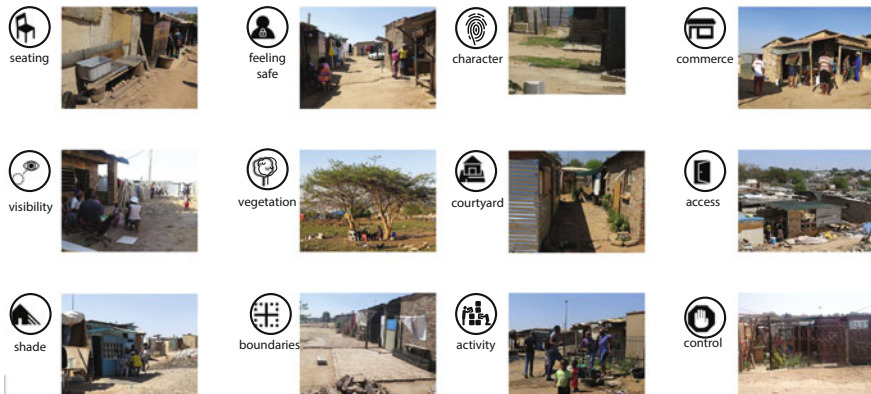 seating
feeling
safe
character
commerce
visibility
vegetation
courtyard
access
shade
boundaries
activity
control